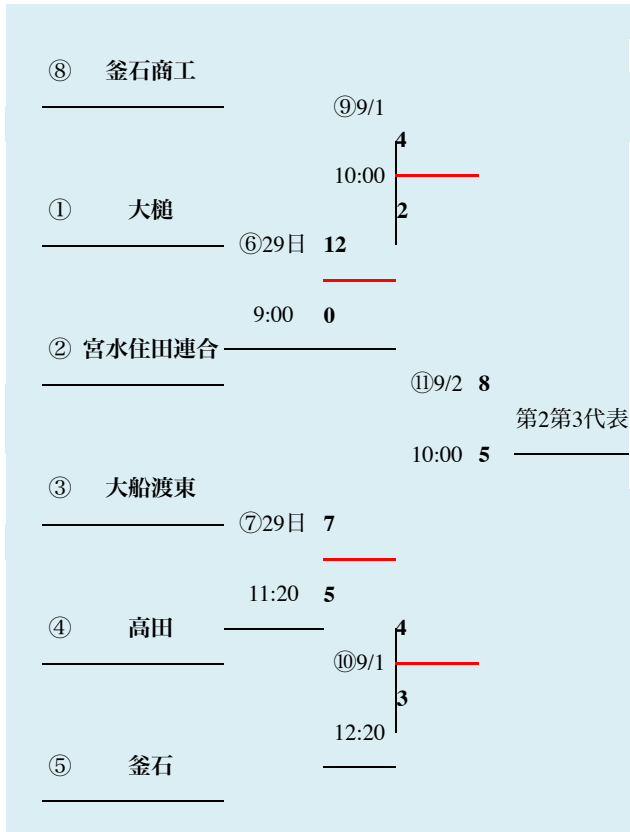 ⑧ 釜石商工
⑨9/1
4
10:00
① 大槌
2
⑥29日 12
9:00 0
② 宮水住田連合
⑪9/2 8
第2第3代表
10:00 5
③ 大船渡東
⑦29日 7
11:20 5
④ 高田
4
⑩9/1
3
12:20
⑤ 釜石